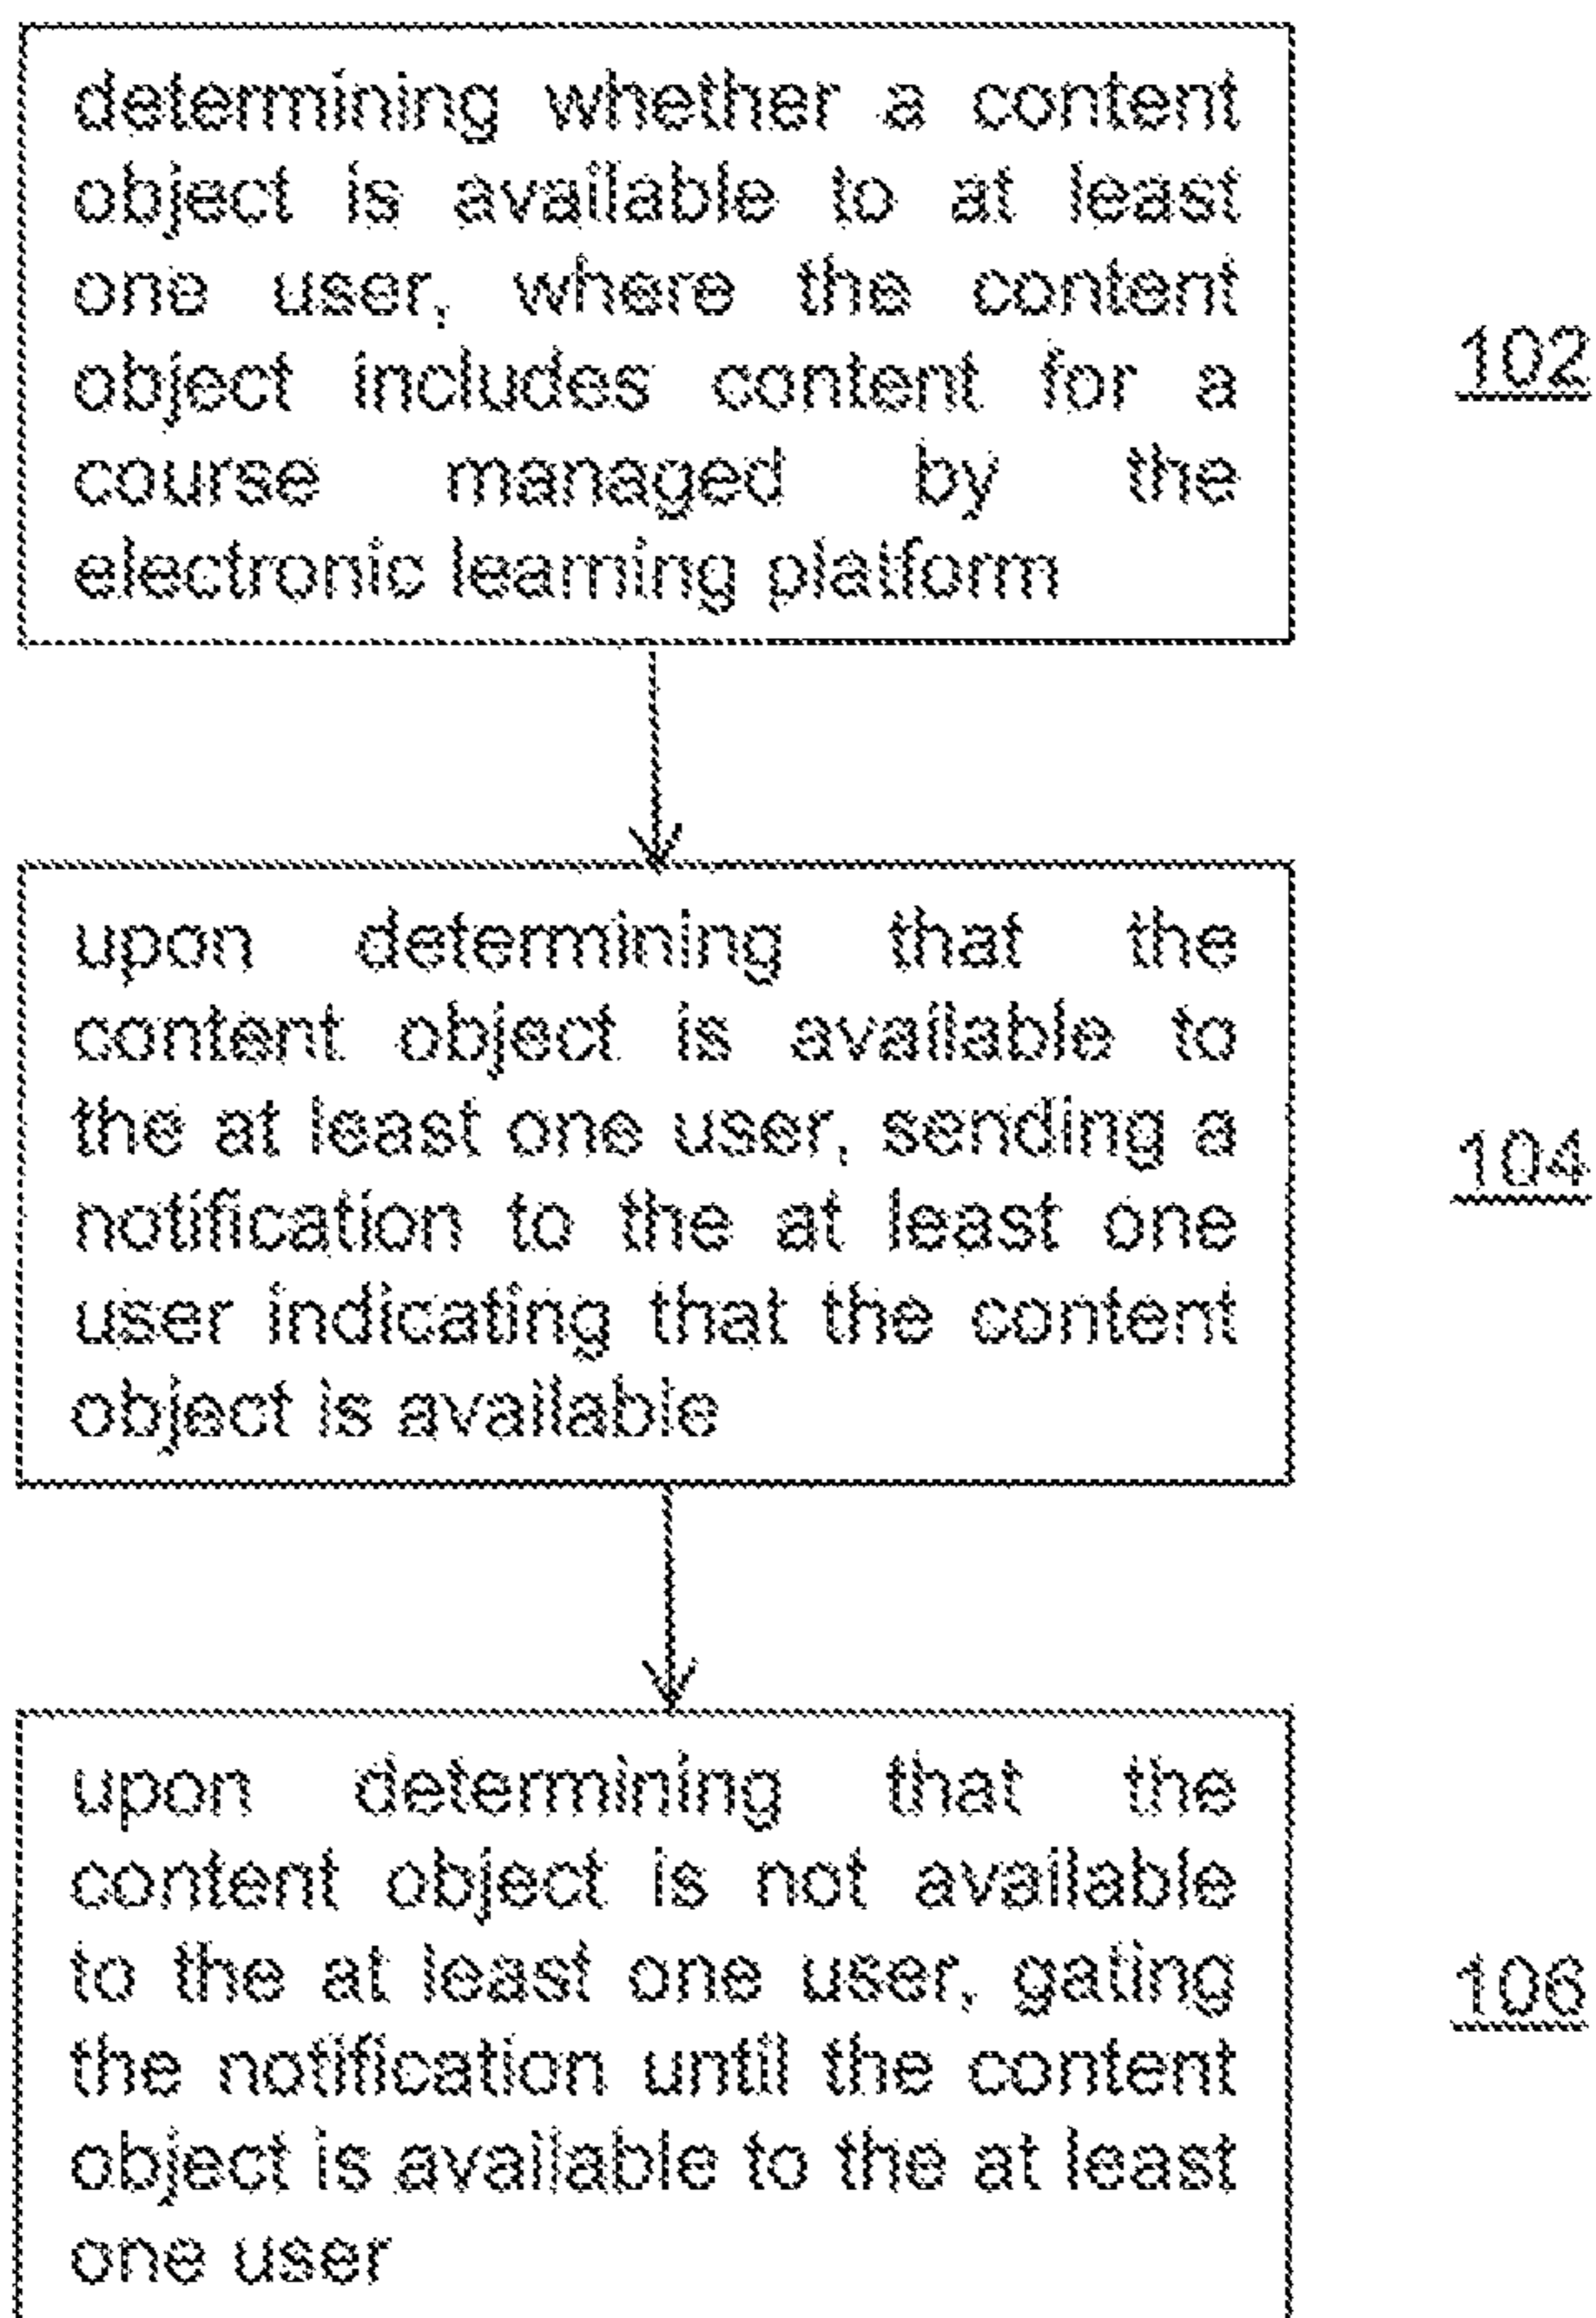 determining whether a content
object is available to at least
one user, where the content
object includes content for a
course managed by the
electronic learning platform
102
upon determining that the
content object is available to
the at least one user, sending a
notification to the at least one
user indicating that the content
object is available
104
upon determining that the
content object is not available
to the at least one user, gating
the notification until the content
object is available to the at least
one user
106